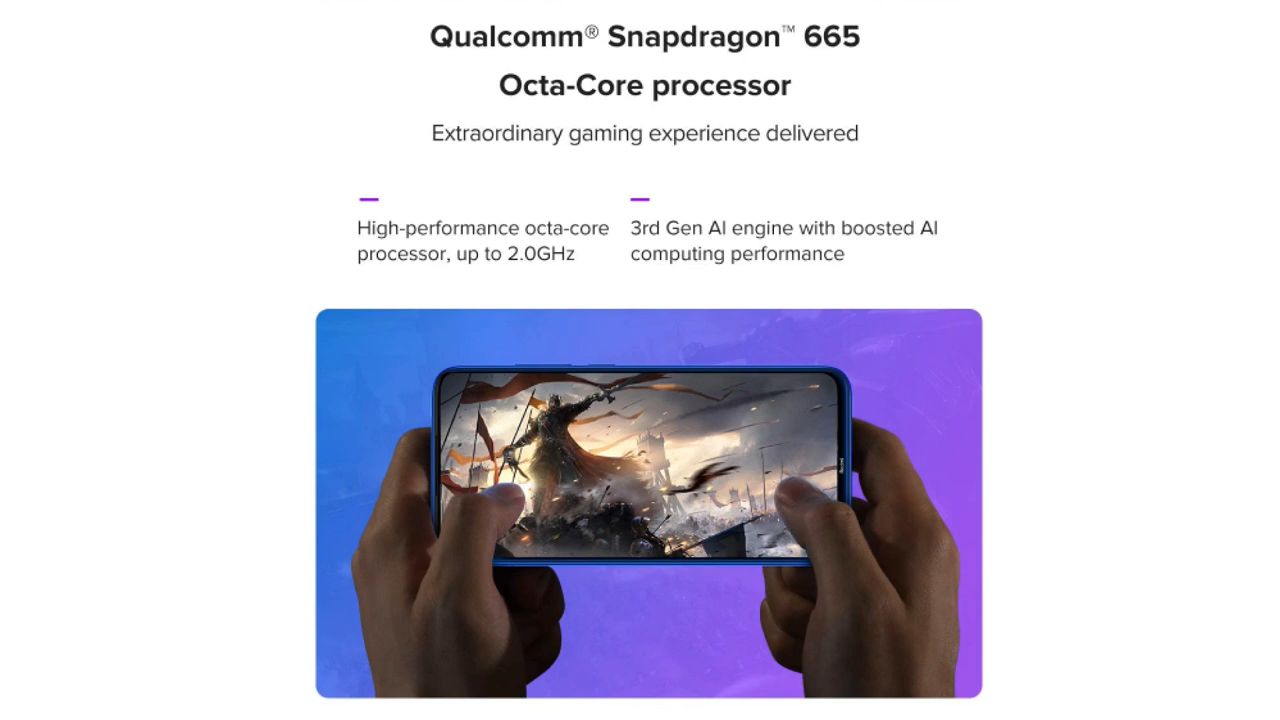 Qualcomm® Snapdragon™ 665
Octa-Core processor
Extraordinary gaming experience delivered
High-performance octa-core
processor, up to 2.0GHz
3rd Gen AI engine with boosted AI
computing performance